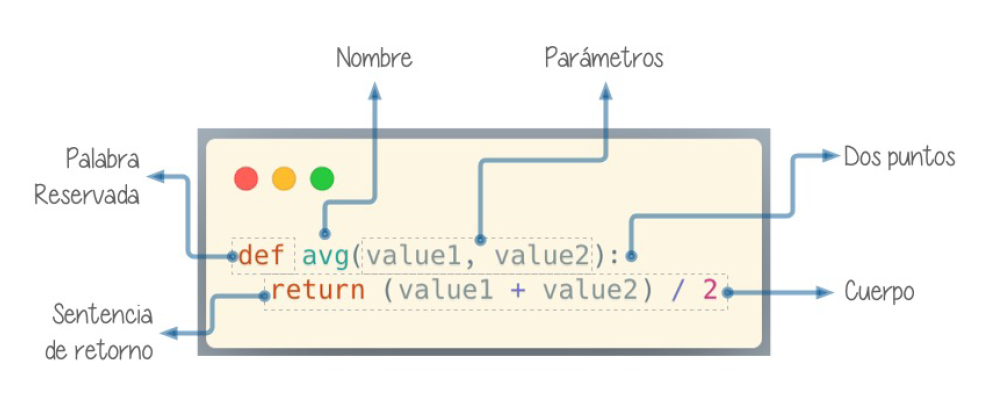 Nombre
Parámetros
Palabra
Reservada
Dos puntos
def avg(value1, value2):
return (value1 + value2) / 2
Cuerpo
Sentencia
de retorno